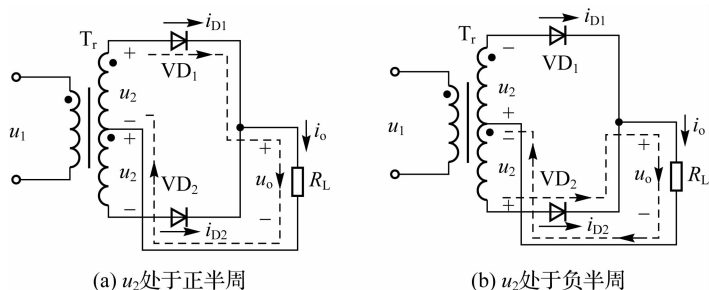 Tr
u1
+
u2
−
+
u2
−
iD1
VD1
VD2
iD2
+
uo
−
io
RL
(a) u2处于正半周
Tr
u1
−
u2
+
−
u2
+
iD1
VD1
VD2
iD2
+
uo
−
io
RL
(b) u2处于负半周